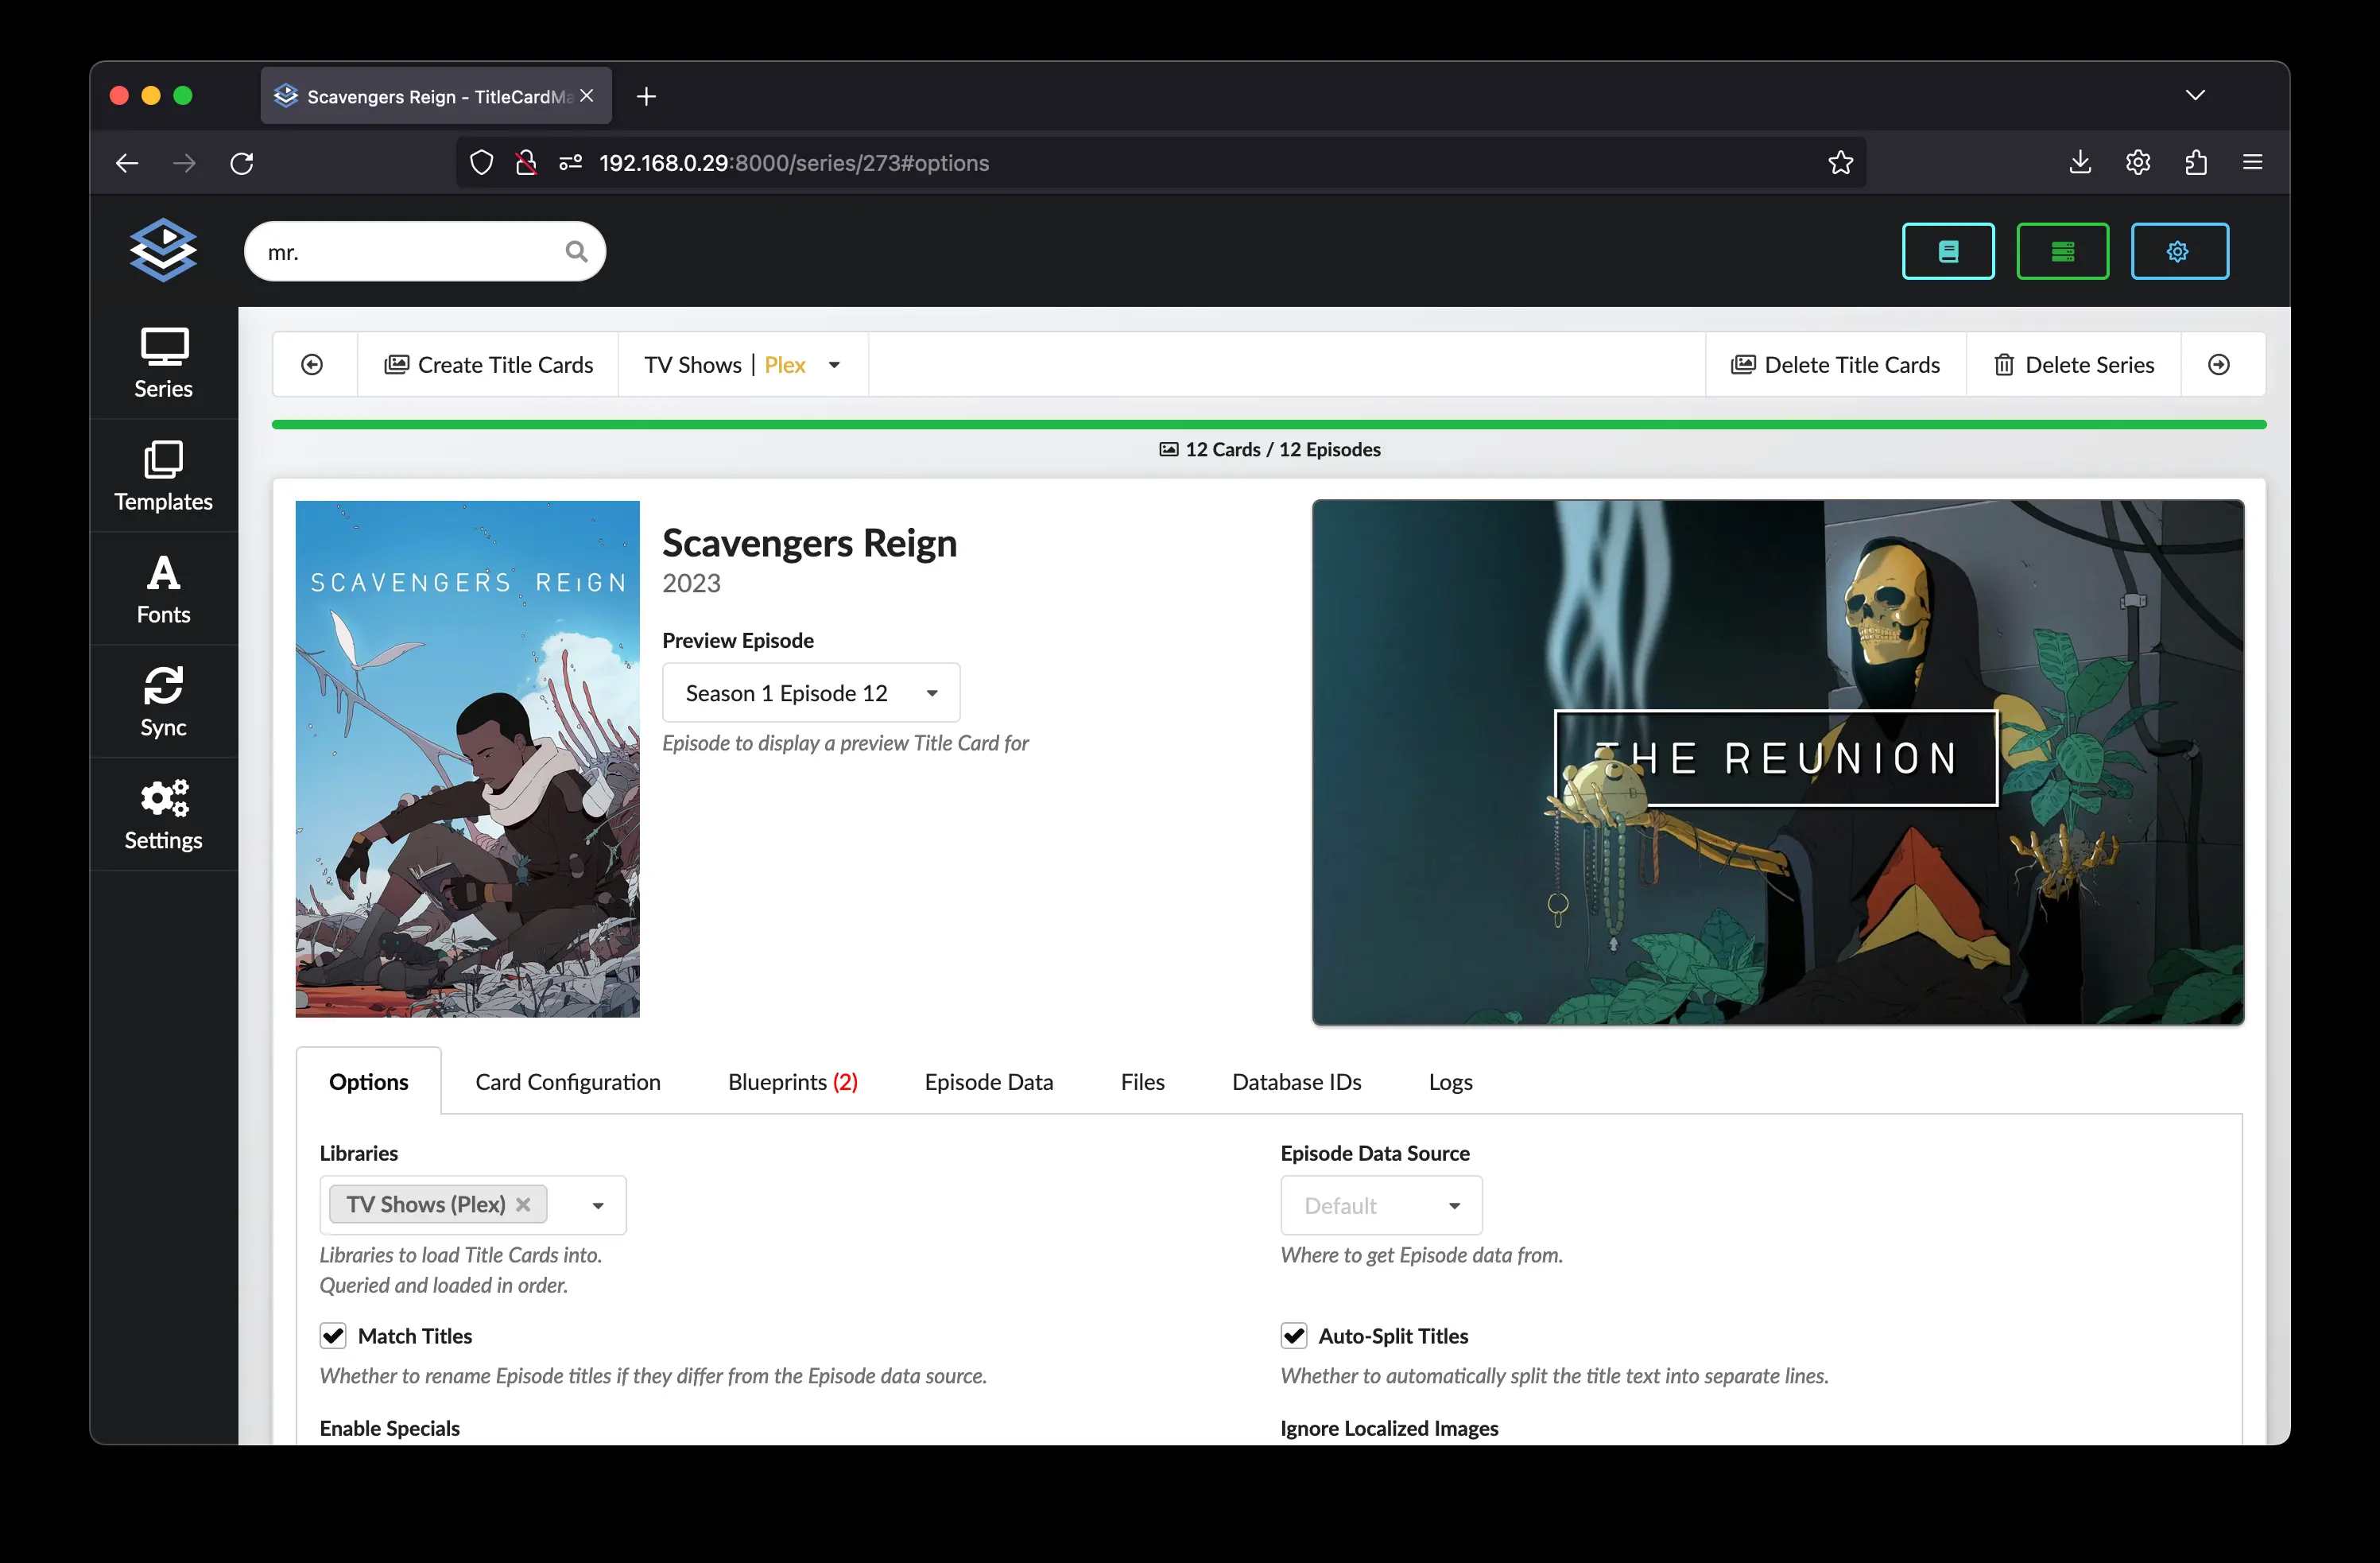 Scavengers Reign - TitleCardMa
192.168.0.29:8000/series/273#options
mr.
Series
Templates
Fonts
Sync
Settings
Create Title Cards
TV Shows | Plex
Delete Title Cards
Delete Series
12 Cards / 12 Episodes
SCAVENGERS REiGN
Scavengers Reign
2023
Preview Episode
Season 1 Episode 12
Episode to display a preview Title Card for
THE REUNION
Options
Card Configuration
Blueprints (2)
Episode Data
Files
Database IDs
Logs
Libraries
TV Shows (Plex)
Libraries to load Title Cards into.
Queried and loaded in order.
Episode Data Source
Default
Where to get Episode data from.
Match Titles
Whether to rename Episode titles if they differ from the Episode data source.
Auto-Split Titles
Whether to automatically split the title text into separate lines.
Enable Specials
Ignore Localized Images